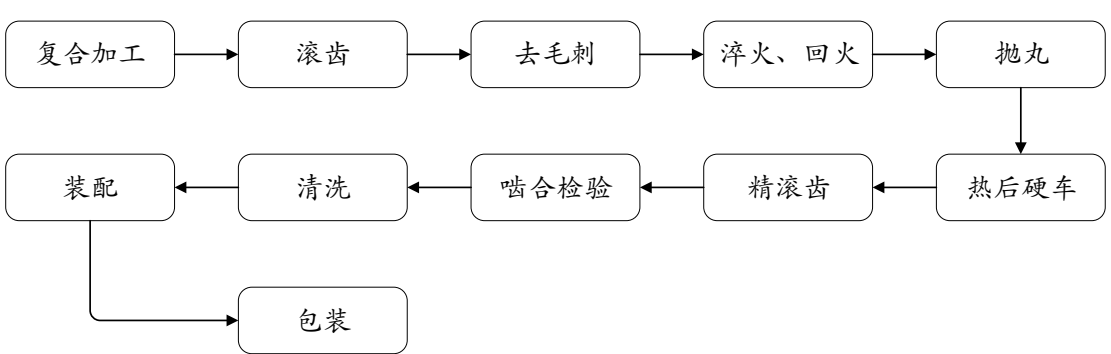 复合加工
滚齿
去毛刺
淬火、回火
抛丸
热后硬车
精滚齿
啮合检验
清洗
装配
包装